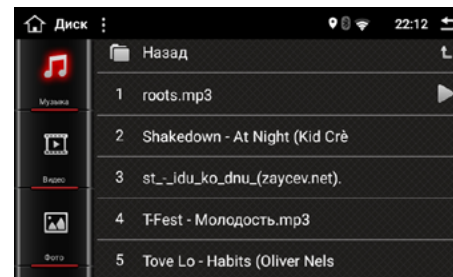 Диск
22:12
Музыка
Назад
1 roots.mp3
2 Shakedown - At Night (Kid Crè
Видео
3 st_-_idu_ko_dnu_(zaycev.net).
4 T-Fest - Молодость.mp3
Фото
5 Tove Lo - Habits (Oliver Nels